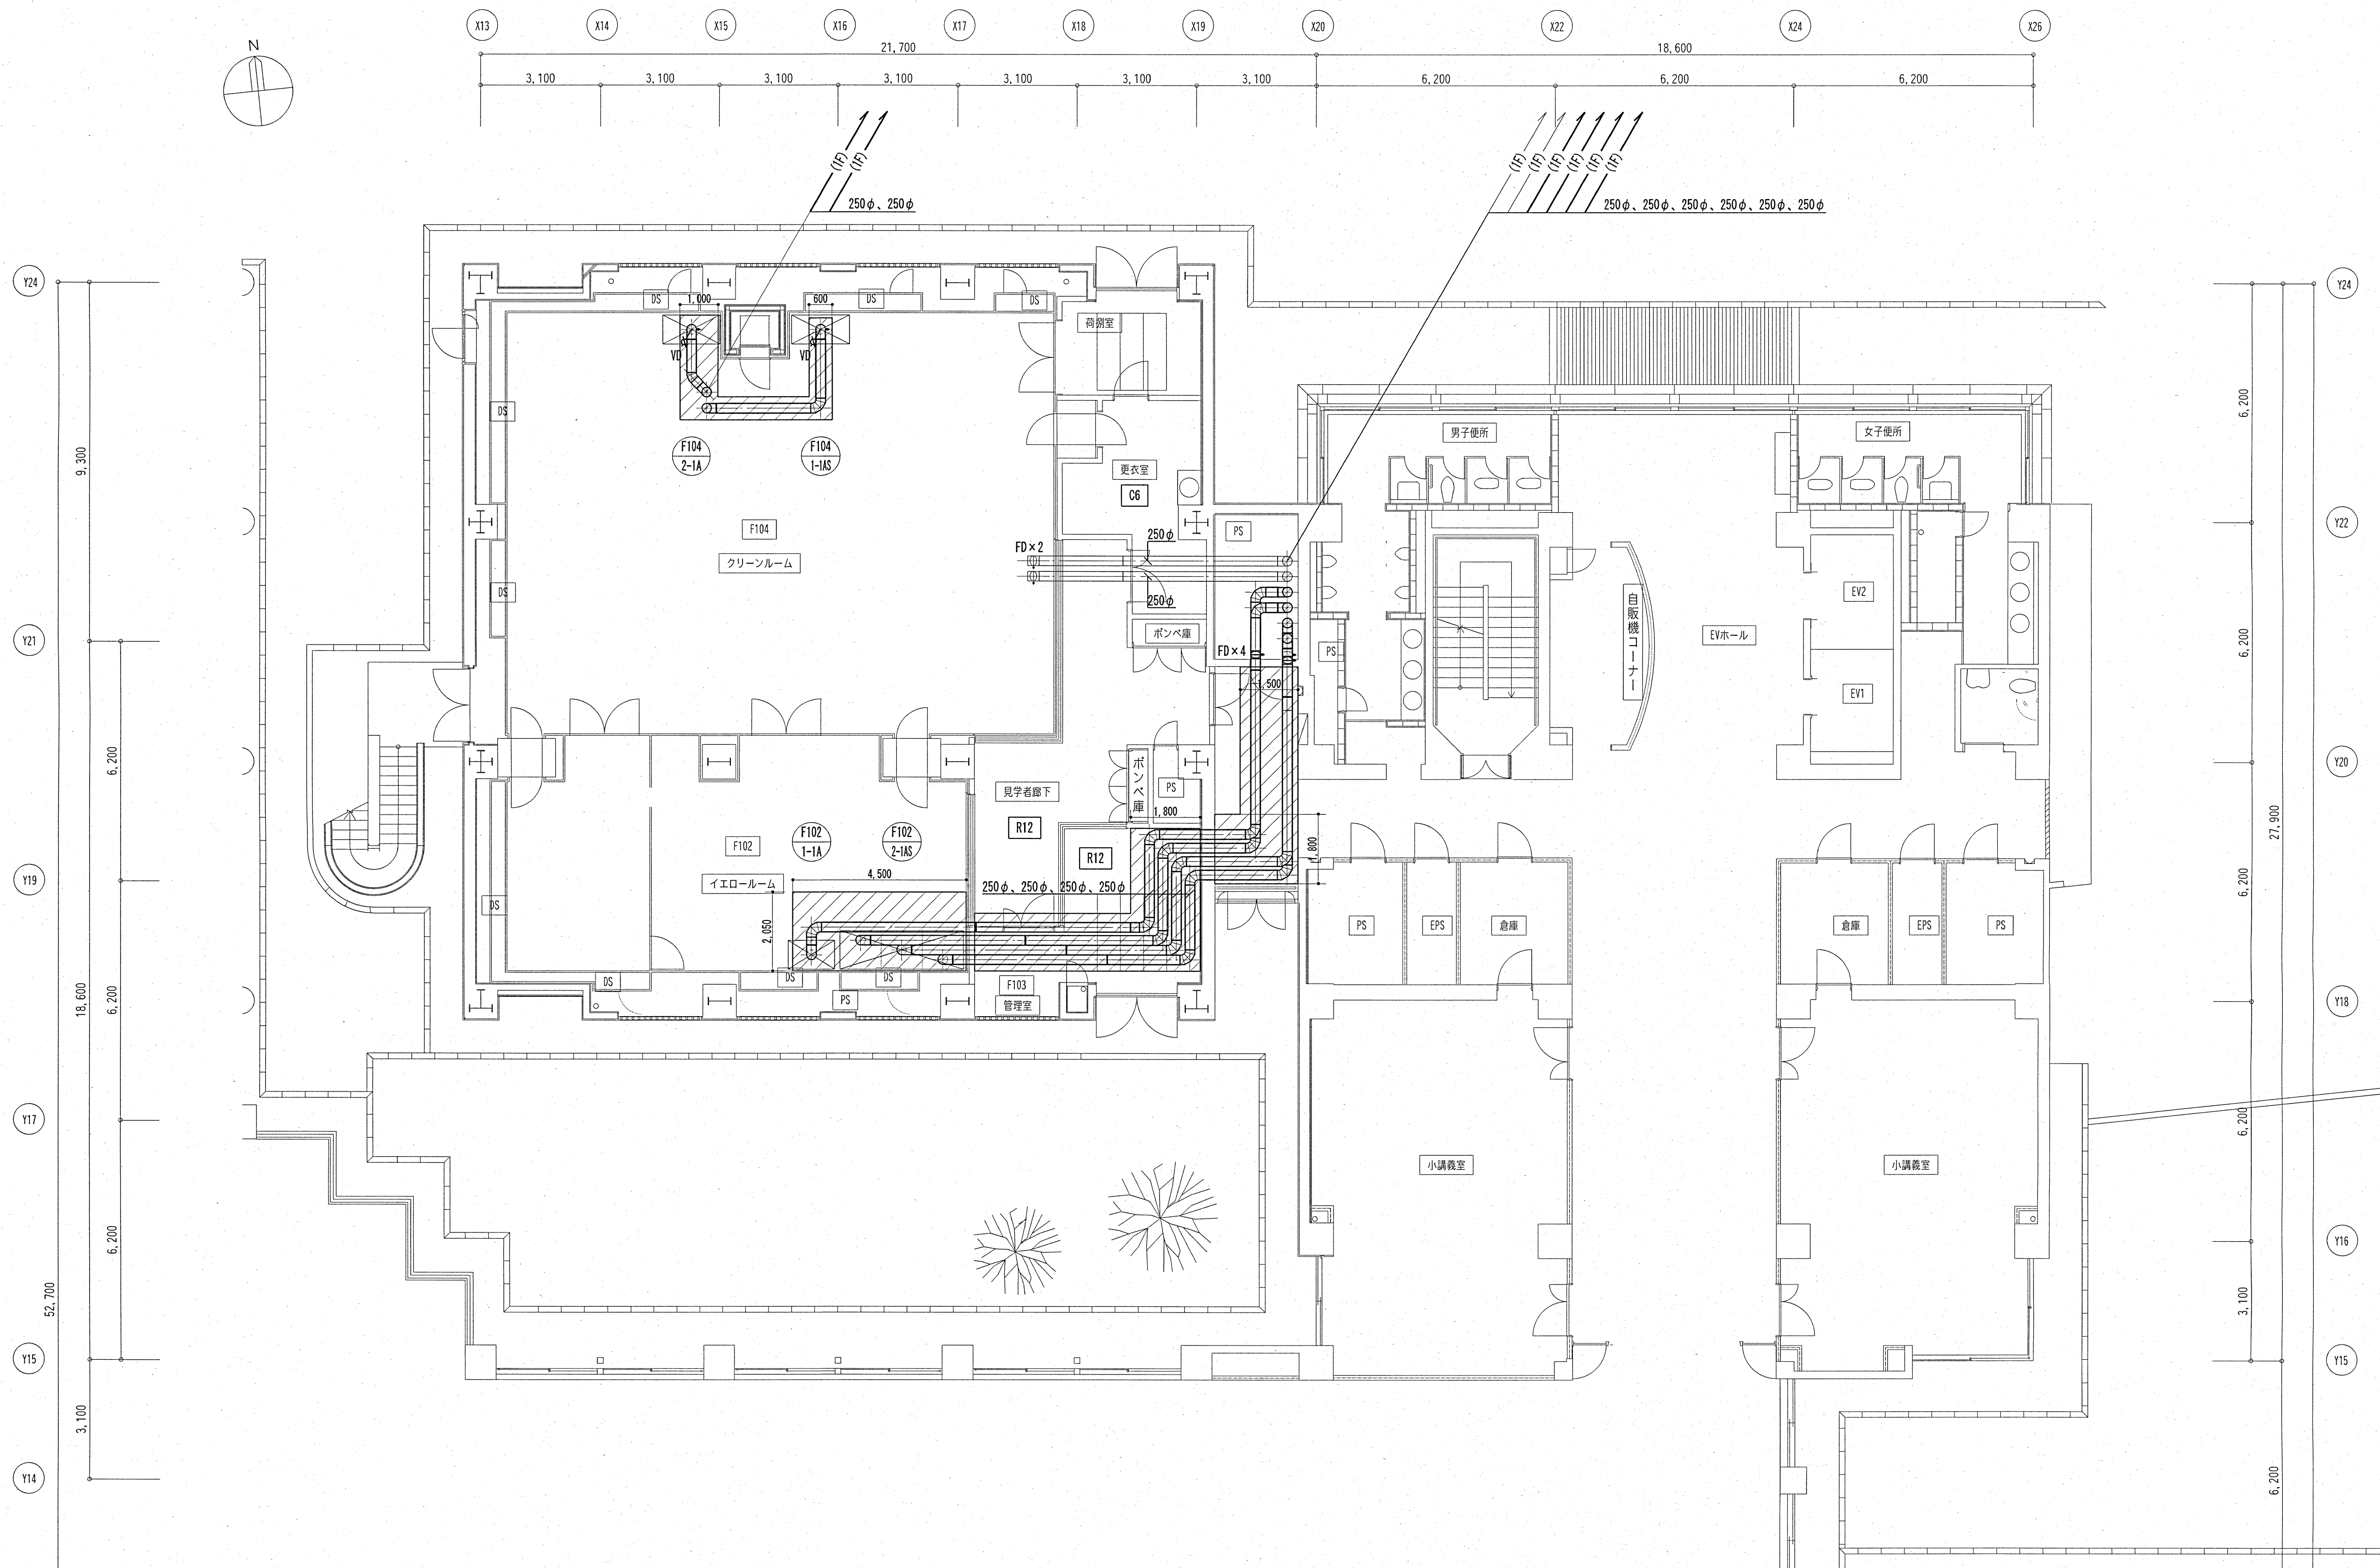 X13 X14 X15 X16 X17 X18 X19 X20 X22 X24 X26
N
21,700 18,600
3,100 3,100 3,100 3,100 3,100 3,100 3,100 6,200 6,200 6,200
(1F) (1F)
250φ、250φ
(1F) (1F) (1F) (1F) (1F) (1F)
250φ、250φ、250φ、250φ、250φ、250φ
Y24
Y21
Y19
Y17
Y15
Y14
9,300
6,200
6,200
6,200
18,600
52,700
3,100
Y24
Y22
Y20
Y18
Y16
Y15
6,200
6,200
6,200
6,200
3,100
27,900
6,200
DS DS DS
1,000 600
VD VD
荷捌室
DS
F104
2-1A
F104
1-1AS
更衣室
C6
F104
クリーンルーム
FD×2
250φ
250φ
PS
DS
ボンベ庫
FD×4
1,500
男子便所
女子便所
PS
自販機コーナー
EVホール
EV2
EV1
見学者廊下
R12
ボンベ庫
PS
1,800
R12
1,800
F102
イエロールーム
F102
1-1A
F102
2-1AS
4,500
2,050
250φ、250φ、250φ、250φ
DS
DS DS DS
PS
F103
管理室
PS EPS 倉庫
倉庫 EPS PS
小講義室
小講義室